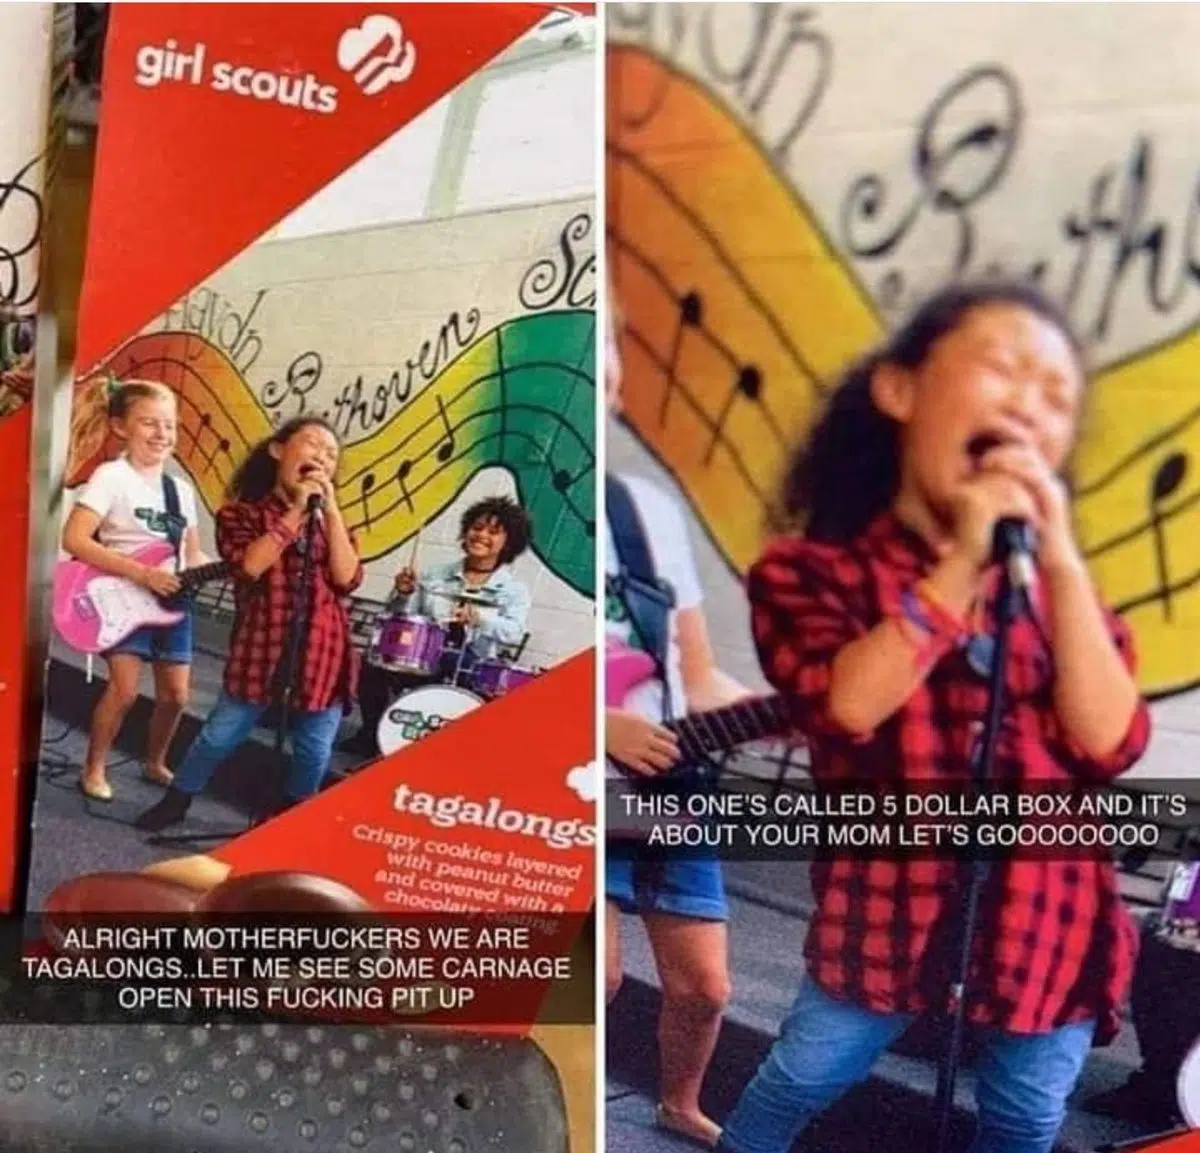 girl scouts
Haydn
Beethoven
tagalongs
Crispy cookies layered
with peanut butter
and covered with a
chocolaty coating.
ALRIGHT MOTHERFUCKERS WE ARE
TAGALONGS..LET ME SEE SOME CARNAGE
OPEN THIS FUCKING PIT UP
THIS ONE'S CALLED 5 DOLLAR BOX AND IT'S
ABOUT YOUR MOM LET'S GOOOOOOOO